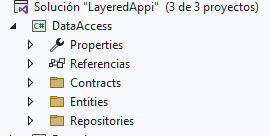 Solución "LayeredAppi" (3 de 3 proyectos)
DataAccess
Properties
Referencias
Contracts
Entities
Repositories